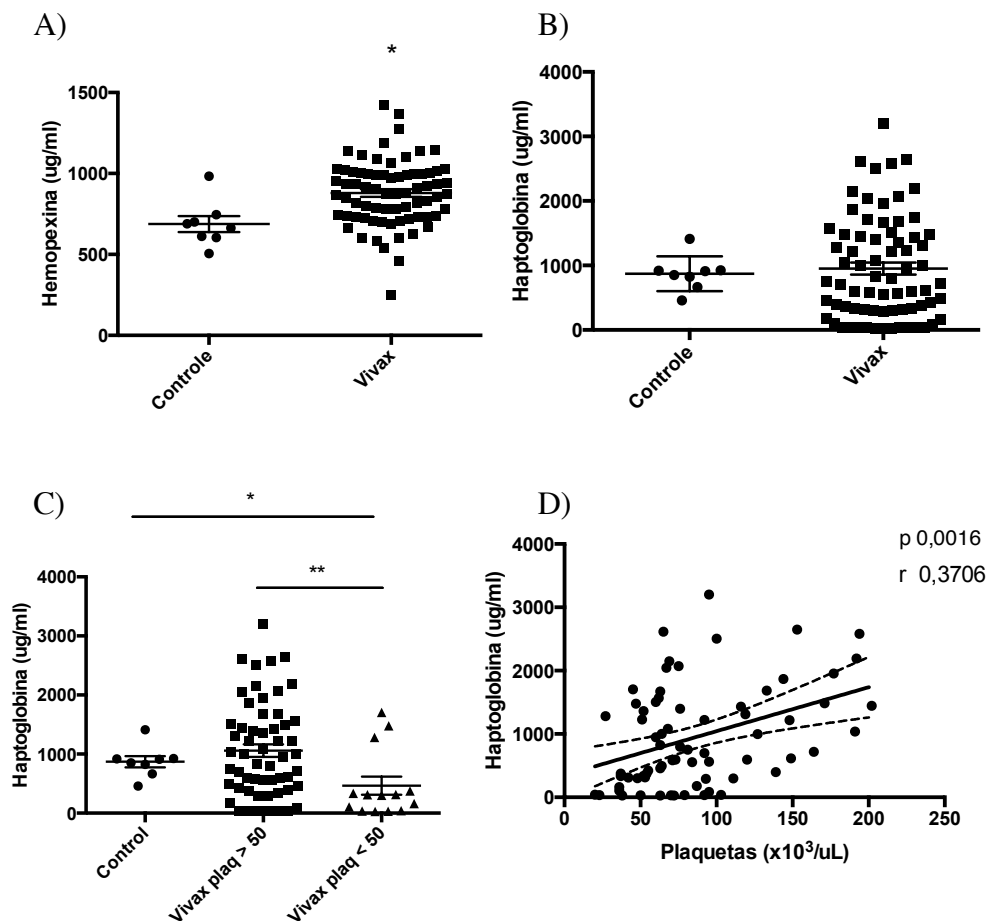 A)
*
Hemopexina (ug/ml)
1500
1000
500
0
Controle
Vivax
B)
Haptoglobina (ug/ml)
4000
3000
2000
1000
0
Controle
Vivax
C)
*
**
Haptoglobina (ug/ml)
4000
3000
2000
1000
0
Control
Vivax plaq > 50
Vivax plaq < 50
D)
p 0,0016
r 0,3706
Haptoglobina (ug/ml)
4000
3000
2000
1000
0
0
50
100
150
200
250
Plaquetas (x10³/uL)